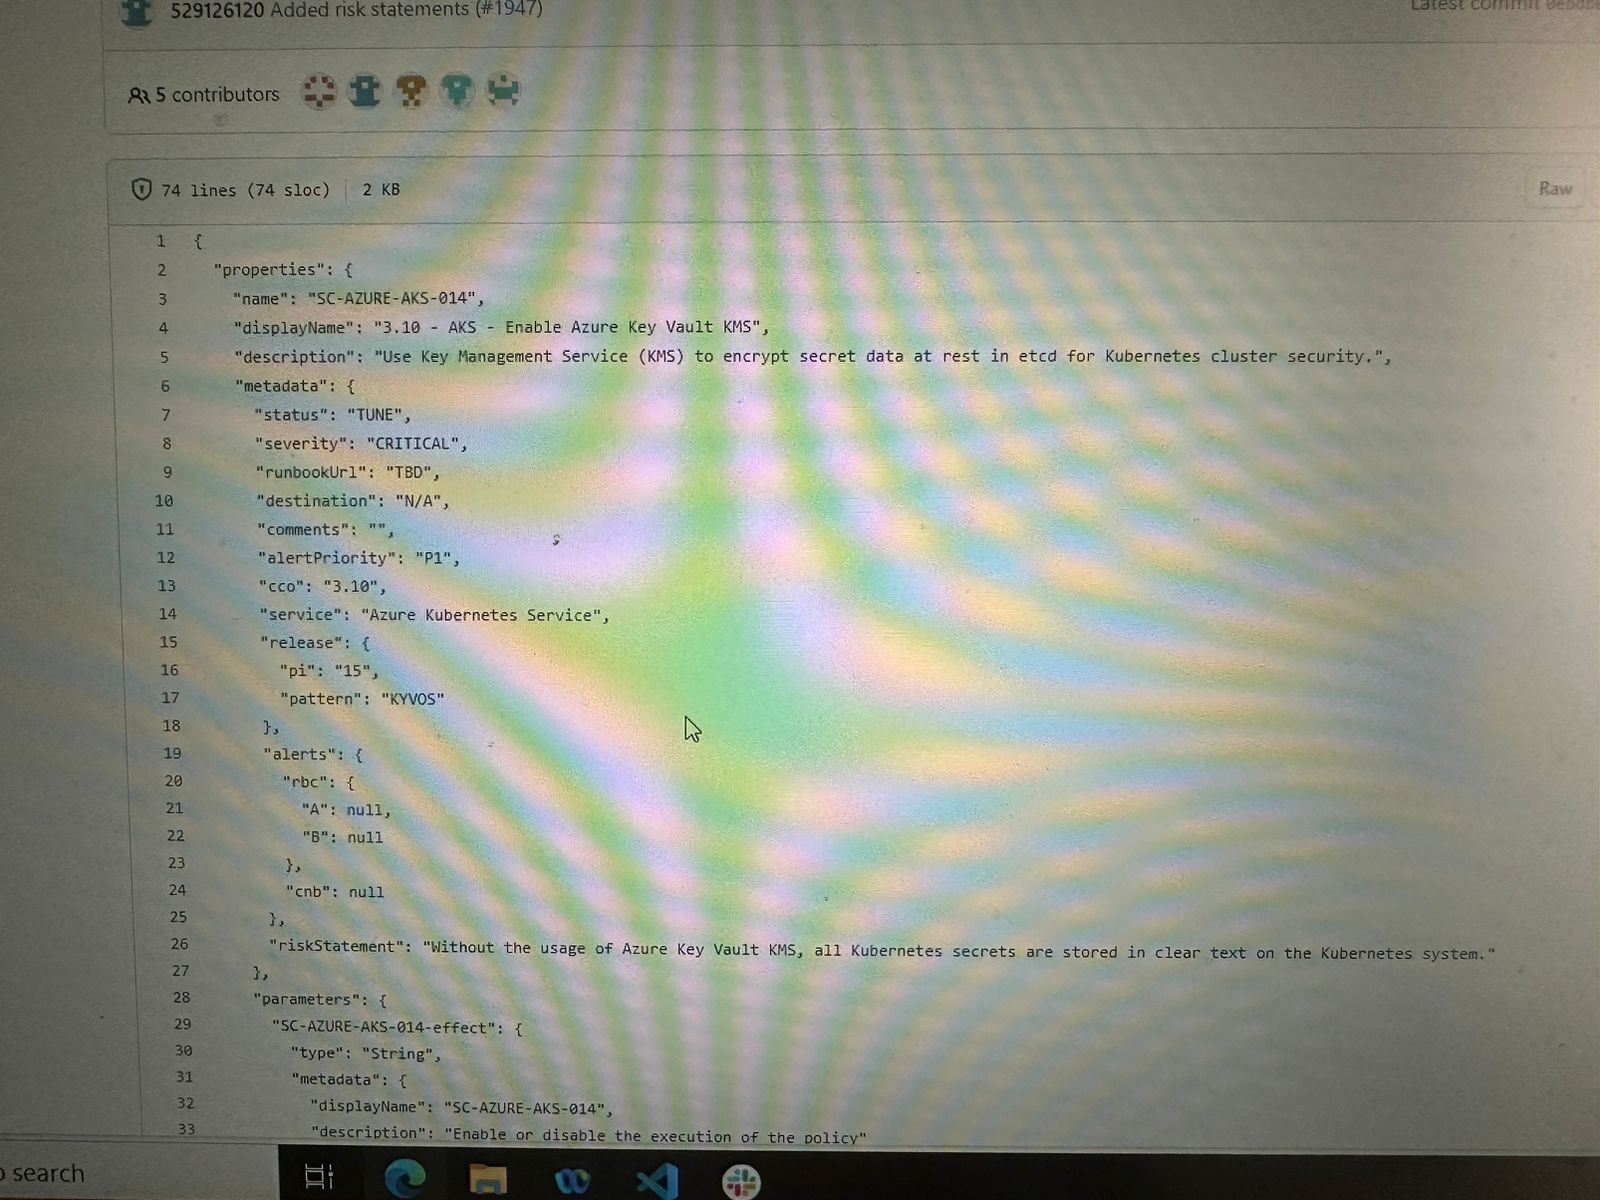 529126120 Added risk statements (#1947)
Latest commit
5 contributors
74 lines (74 sloc) 2 KB
Raw
1 {
2 "properties": {
3 "name": "SC-AZURE-AKS-014",
4 "displayName": "3.10 - AKS - Enable Azure Key Vault KMS",
5 "description": "Use Key Management Service (KMS) to encrypt secret data at rest in etcd for Kubernetes cluster security.",
6 "metadata": {
7 "status": "TUNE",
8 "severity": "CRITICAL",
9 "runbookUrl": "TBD",
10 "destination": "N/A",
11 "comments": "",
12 "alertPriority": "P1",
13 "cco": "3.10",
14 "service": "Azure Kubernetes Service",
15 "release": {
16 "pi": "15",
17 "pattern": "KYVOS"
18 },
19 "alerts": {
20 "rbc": {
21 "A": null,
22 "B": null
23 },
24 "cnb": null
25 },
26 "riskStatement": "Without the usage of Azure Key Vault KMS, all Kubernetes secrets are stored in clear text on the Kubernetes system."
27 },
28 "parameters": {
29 "SC-AZURE-AKS-014-effect": {
30 "type": "String",
31 "metadata": {
32 "displayName": "SC-AZURE-AKS-014",
33 "description": "Enable or disable the execution of the policy"
search